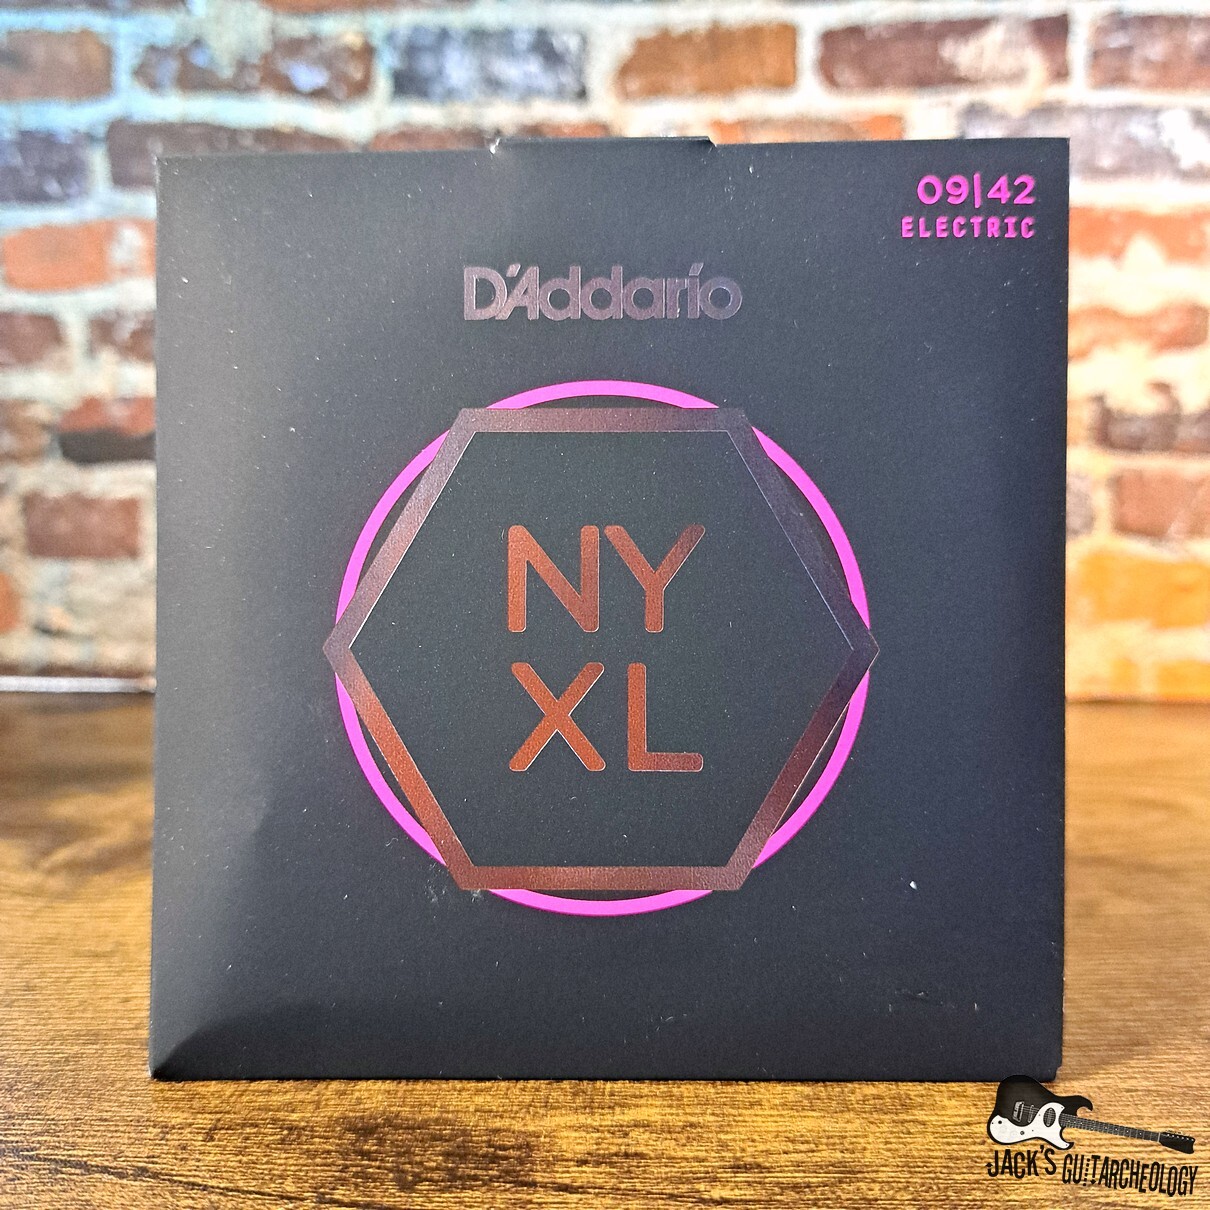 09|42
ELECTRIC
D'Addario
NY
XL
JACK'S GUITARCHEOLOGY